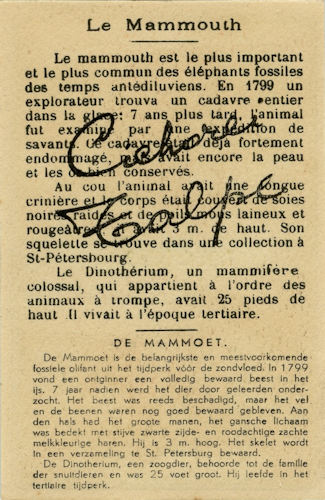 Le Mammouth
Le mammouth est le plus important
et le plus commun des éléphants fossiles
des temps antédiluviens. En 1799 un
explorateur trouva un cadavre entier
dans la glace; 7 ans plus tard, l'animal
fut examiné par une expédition de
savants. Le cadavre était déjà fortement
endommagé, mais avait encore la peau
et les os bien conservés.
Au cou l'animal avait une longue
crinière et le corps était couvert de soies
noires, raides et de poils mous laineux et
rougeâtres. avait 3 m. de haut. Son
squelette se trouve dans une collection à
St-Pétersbourg.
Le Dinothérium, un mammifère
colossal, qui appartient à l'ordre des
animaux à trompe, avait 25 pieds de
haut Il vivait à l'époque tertiaire.
DE MAMMOET.
De Mammoet is de belangrijkste en meestvoorkomende
fossiele olifant uit het tijdperk vóór de zondvloed. In 1799
vond een ontginner een volledig bewaard, beest in het
ijs. 7 jaar nadien werd het dier door geleerden onder-
zocht. Het beest was reeds beschadigd, maar het vel
en de beenen waren nog goed bewaard gebleven. Aan
den hals had het groote manen, het gansche lichaam
was bedekt met stijve zwarte zijde- en roodachtige zachte
melkkleurige haren. Hij is 3 m. hoog. Het skelet wordt
in een verzameling te St. Petersburg bewaard.
De Dinotherium, een zoogdier, behoorde tot de familie
der snuitdieren en was 25 voet groot. Hij leefde in het
tertiaire tijdperk.